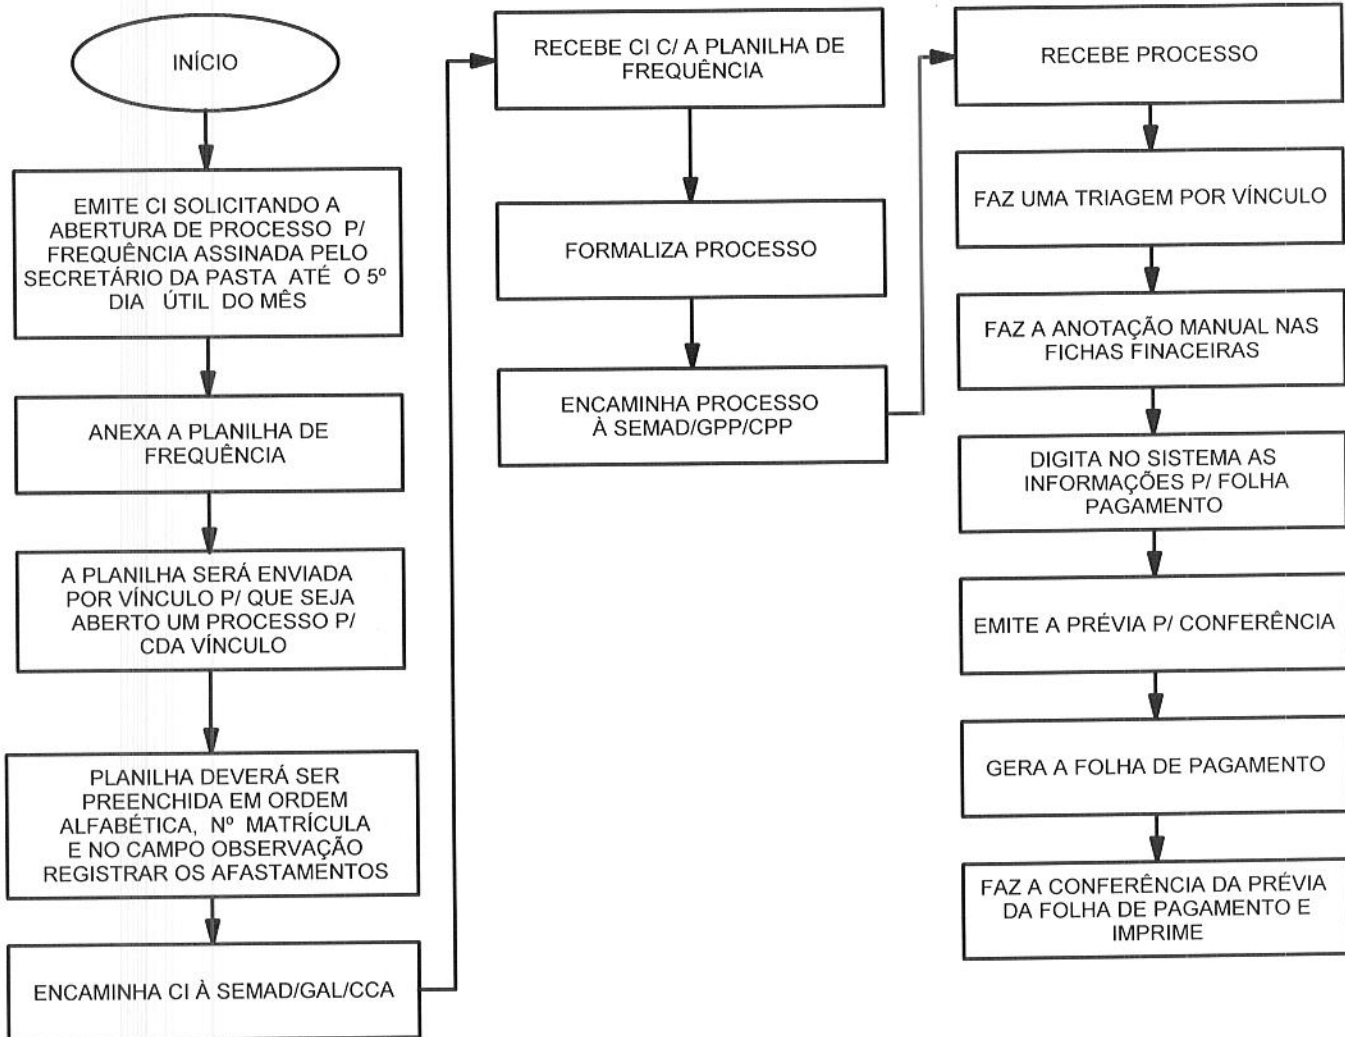 INÍCIO
EMITE CI SOLICITANDO A
ABERTURA DE PROCESSO P/
FREQUÊNCIA ASSINADA PELO
SECRETÁRIO DA PASTA ATÉ O 5º
DIA ÚTIL DO MÊS
ANEXA A PLANILHA DE
FREQUÊNCIA
A PLANILHA SERÁ ENVIADA
POR VÍNCULO P/ QUE SEJA
ABERTO UM PROCESSO P/
CDA VÍNCULO
PLANILHA DEVERÁ SER
PREENCHIDA EM ORDEM
ALFABÉTICA, Nº MATRÍCULA
E NO CAMPO OBSERVAÇÃO
REGISTRAR OS AFASTAMENTOS
ENCAMINHA CI À SEMAD/GAL/CCA
RECEBE CI C/ A PLANILHA DE
FREQUÊNCIA
FORMALIZA PROCESSO
ENCAMINHA PROCESSO
À SEMAD/GPP/CPP
RECEBE PROCESSO
FAZ UMA TRIAGEM POR VÍNCULO
FAZ A ANOTAÇÃO MANUAL NAS
FICHAS FINACEIRAS
DIGITA NO SISTEMA AS
INFORMAÇÕES P/ FOLHA
PAGAMENTO
EMITE A PRÉVIA P/ CONFERÊNCIA
GERA A FOLHA DE PAGAMENTO
FAZ A CONFERÊNCIA DA PRÉVIA
DA FOLHA DE PAGAMENTO E
IMPRIME